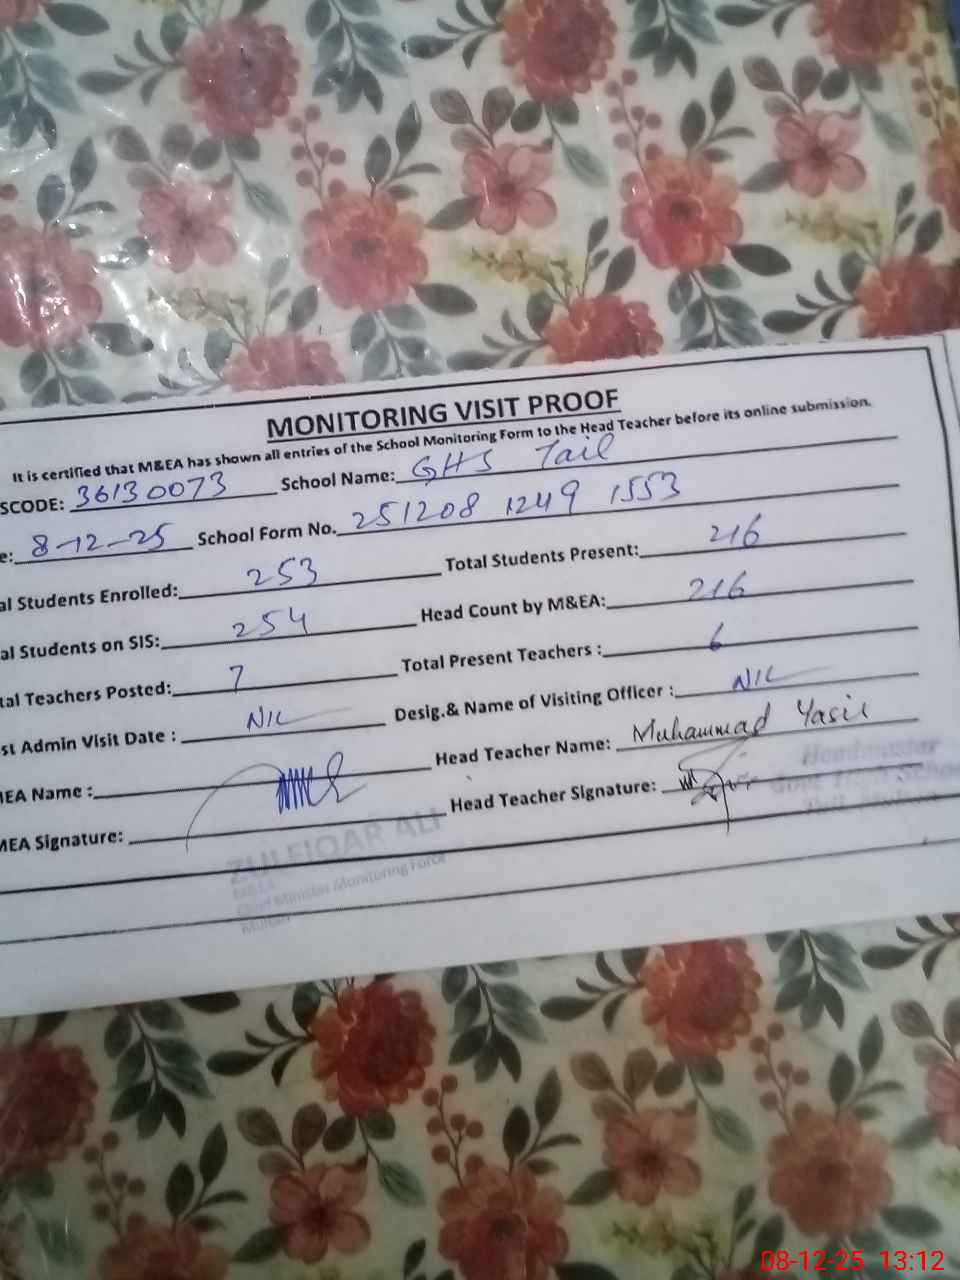 MONITORING VISIT PROOF
It is certified that M&EA has shown all entries of the School Monitoring Form to the Head Teacher before its online submission.
SCODE: 36130073 School Name: GHS Tail
e: 8-12-25 School Form No. 251208 1249 1553
al Students Enrolled: 253 Total Students Present: 216
al Students on SIS: 254 Head Count by M&EA: 216
tal Teachers Posted: 7 Total Present Teachers : 6
st Admin Visit Date : NIL Desig.& Name of Visiting Officer : NIL
EA Name : Head Teacher Name: Muhammad Yasir
EA Signature: Head Teacher Signature:
Headmaster
Govt High School
ZULFIQAR ALI
M&EA
Chief Minister Monitoring Force
Multan
08-12-25 13:12